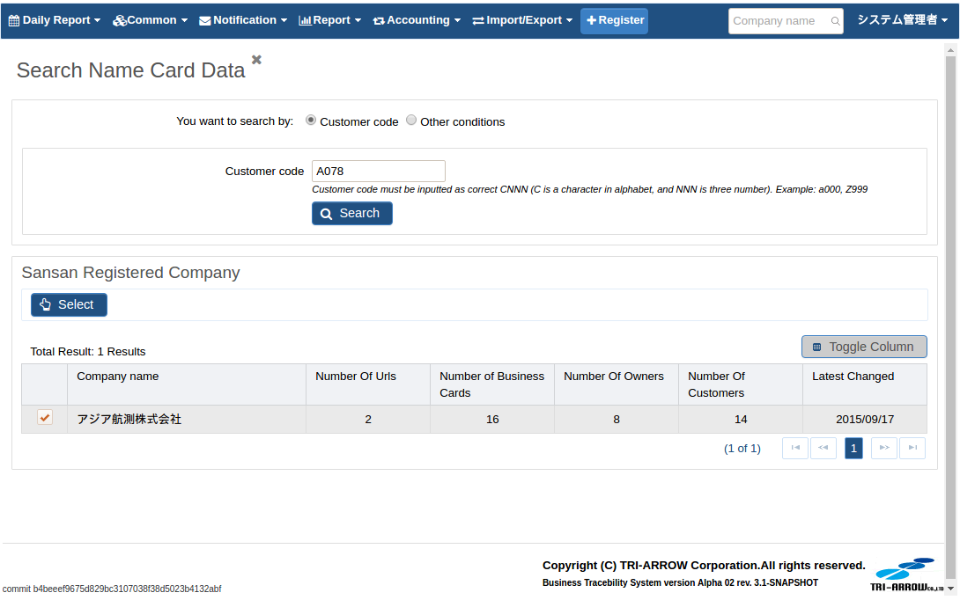 Daily Report Common Notification Report Accounting Import/Export Register Company name システム管理者
Search Name Card Data
You want to search by: Customer code Other conditions
Customer code A078
Customer code must be inputted as correct CNNN (C is a character in alphabet, and NNN is three number). Example: a000, Z999
Search
Sansan Registered Company
Select
Total Result: 1 Results
Toggle Column
Company name Number Of Urls Number of Business Cards Number Of Owners Number Of Customers Latest Changed
アジア航測株式会社 2 16 8 14 2015/09/17
(1 of 1) 1
Copyright (C) TRI-ARROW Corporation.All rights reserved.
Business Tracebility System version Alpha 02 rev. 3.1-SNAPSHOT
TRI-ARROW
commit b4beeef9675d829bc3107038f38d5023b4132abf